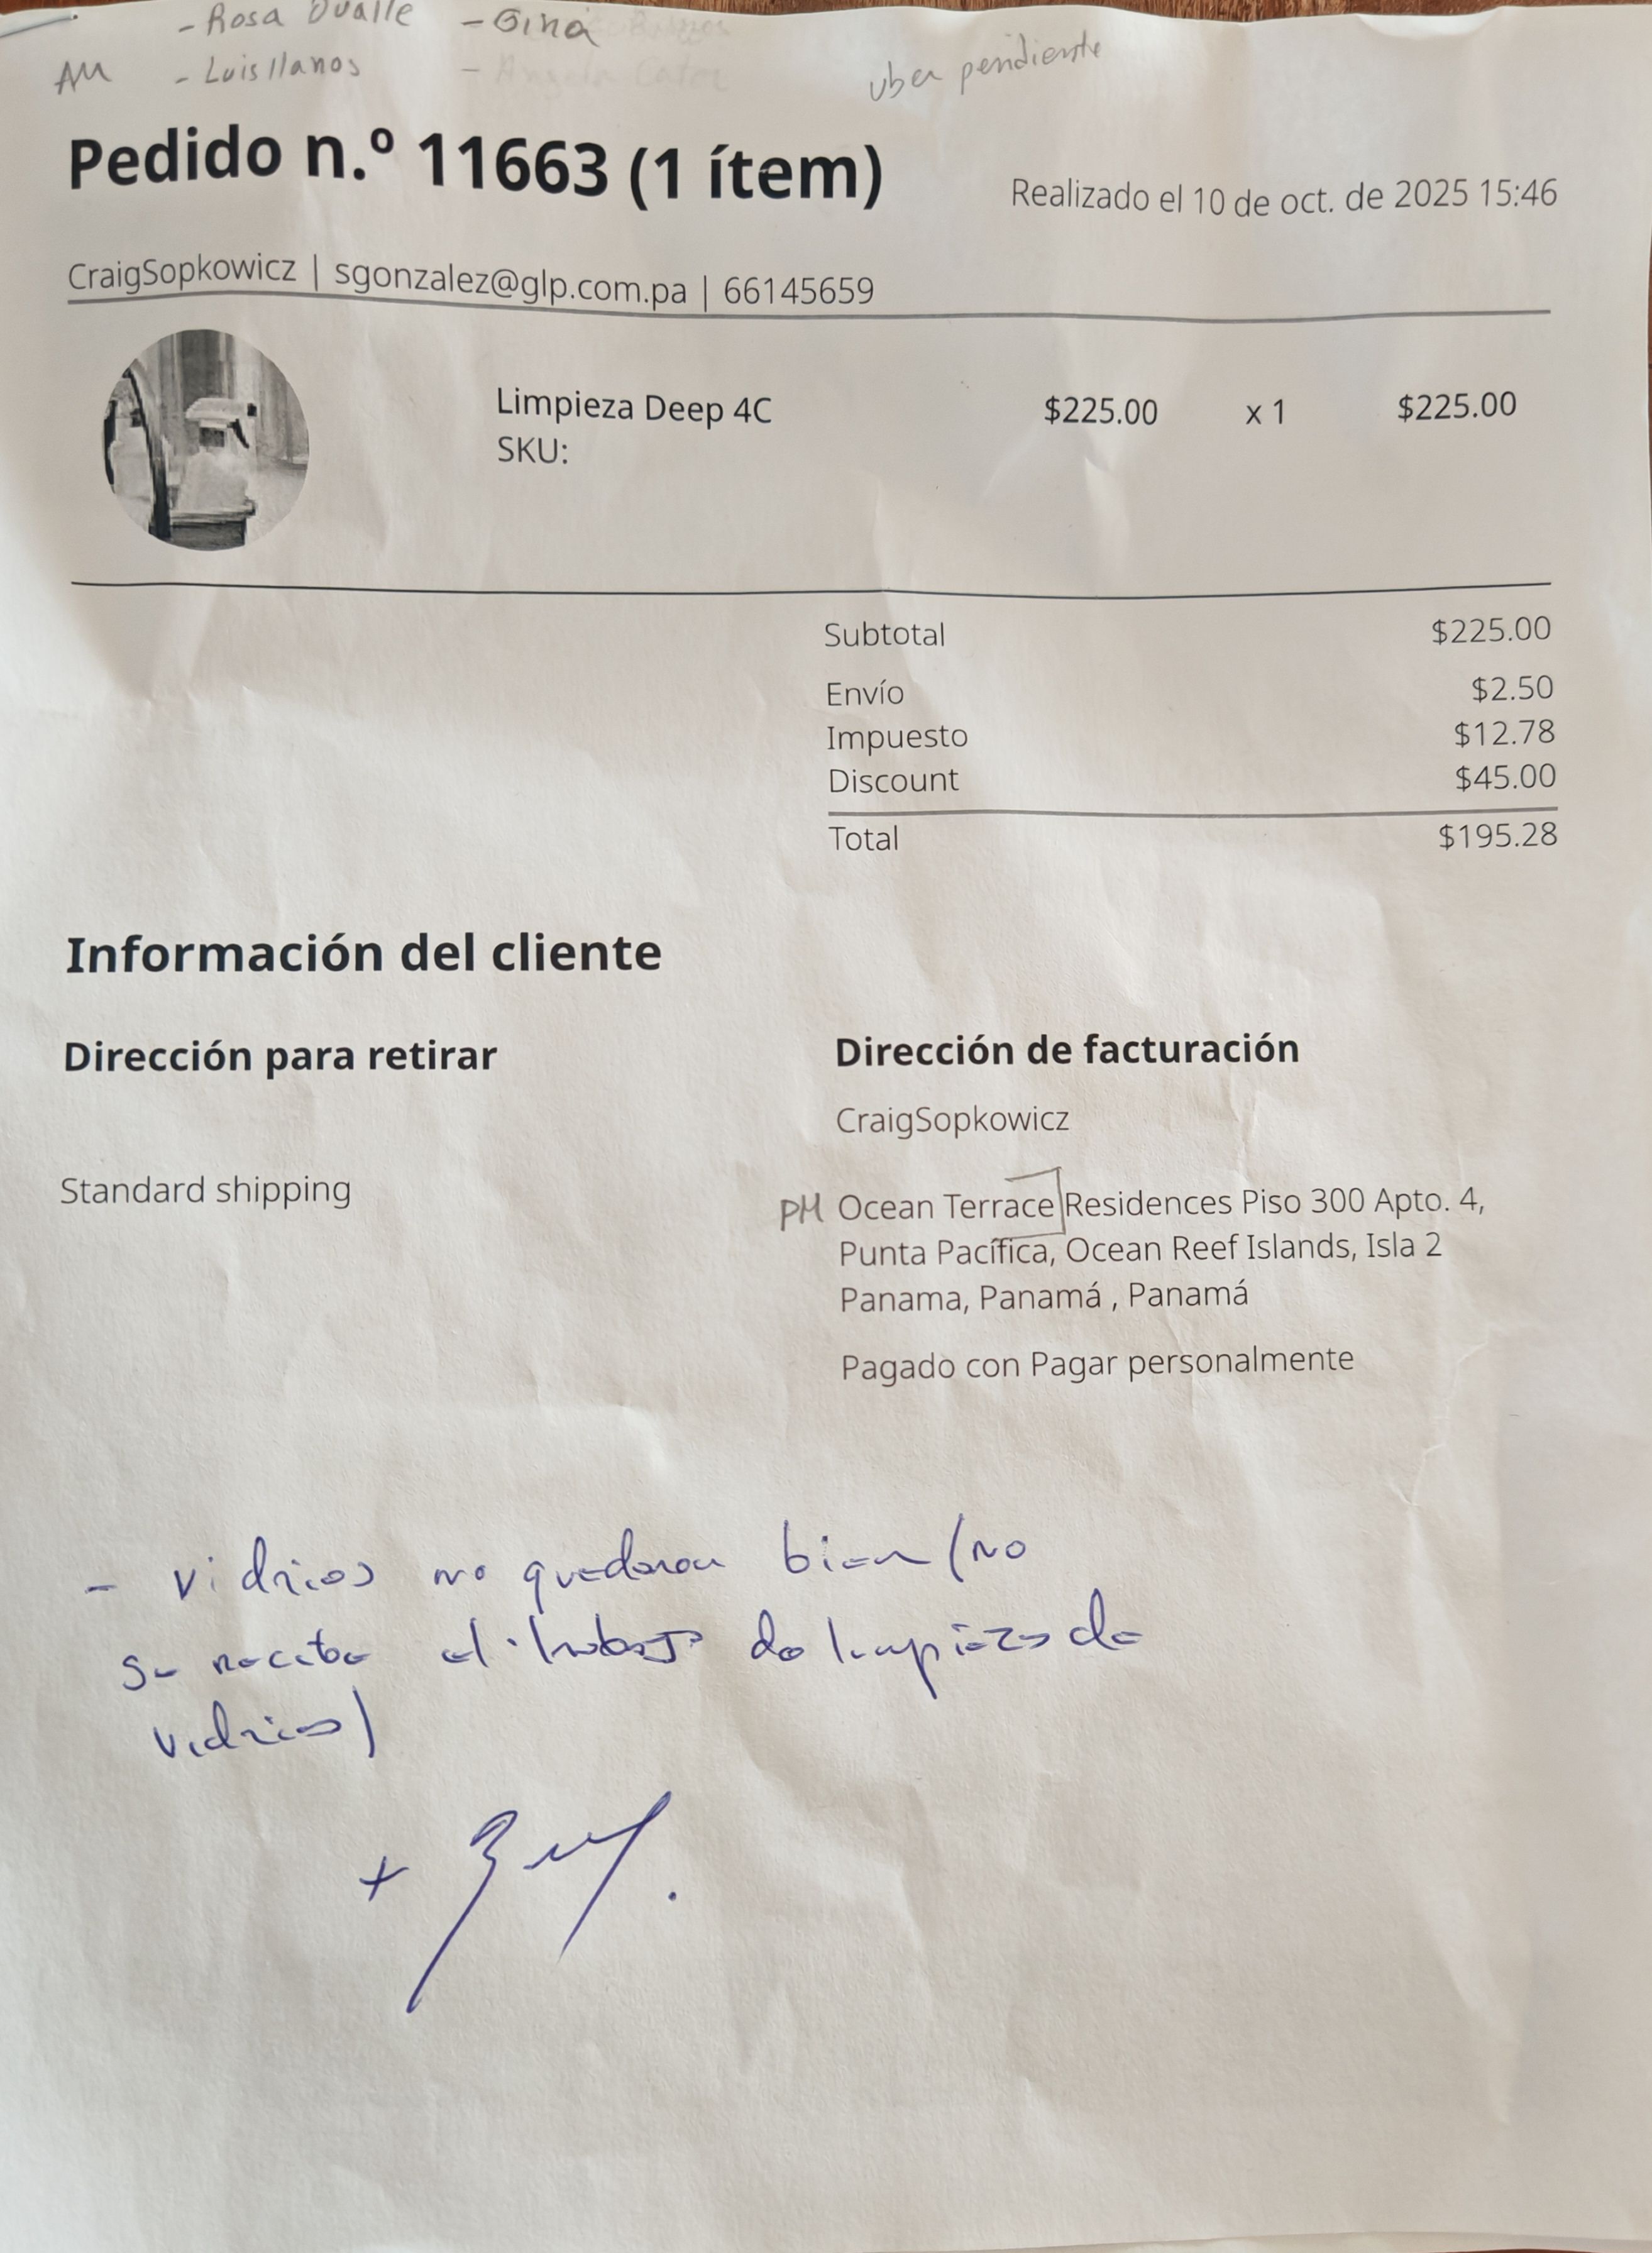 - Rosa Ovalle - Gina
AM - Luis llanos
uber pendiente
Pedido n.º 11663 (1 ítem)
Realizado el 10 de oct. de 2025 15:46
CraigSopkowicz | sgonzalez@glp.com.pa | 66145659
Limpieza Deep 4C $225.00 x 1 $225.00
SKU:
Subtotal $225.00
Envío $2.50
Impuesto $12.78
Discount $45.00
Total $195.28
Información del cliente
Dirección para retirar
Standard shipping
Dirección de facturación
CraigSopkowicz
PH Ocean Terrace Residences Piso 300 Apto. 4,
Punta Pacífica, Ocean Reef Islands, Isla 2
Panama, Panamá , Panamá
Pagado con Pagar personalmente
- vidrios no quedaron bien (no
se recibe el trabajo de limpieza de
vidrios)